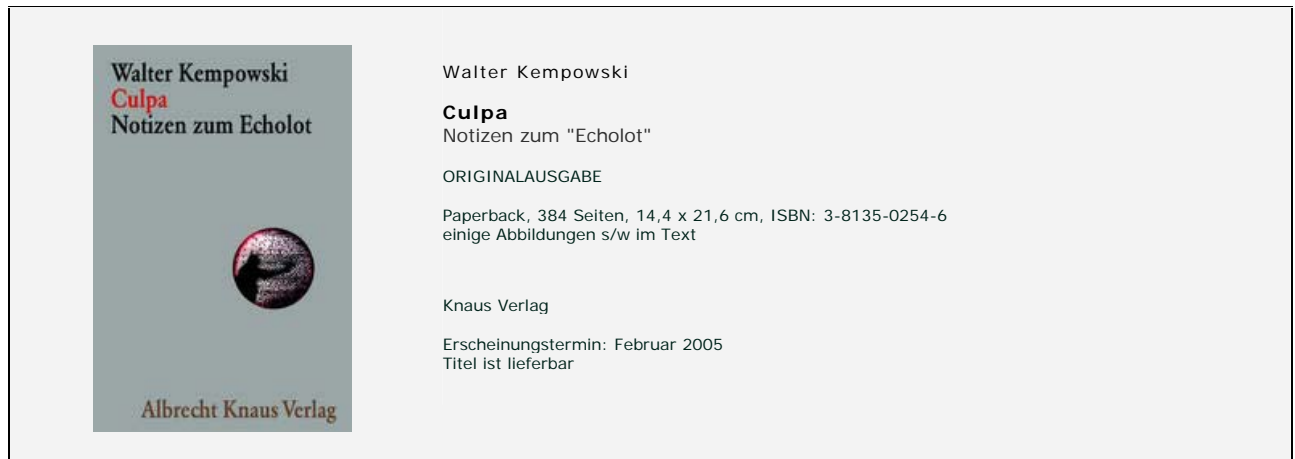 Walter Kempowski
Culpa
Notizen zum Echolot
Albrecht Knaus Verlag
Walter Kempowski
Culpa
Notizen zum "Echolot"
ORIGINALAUSGABE
Paperback, 384 Seiten, 14,4 x 21,6 cm, ISBN: 3-8135-0254-6
einige Abbildungen s/w im Text
Knaus Verlag
Erscheinungstermin: Februar 2005
Titel ist lieferbar